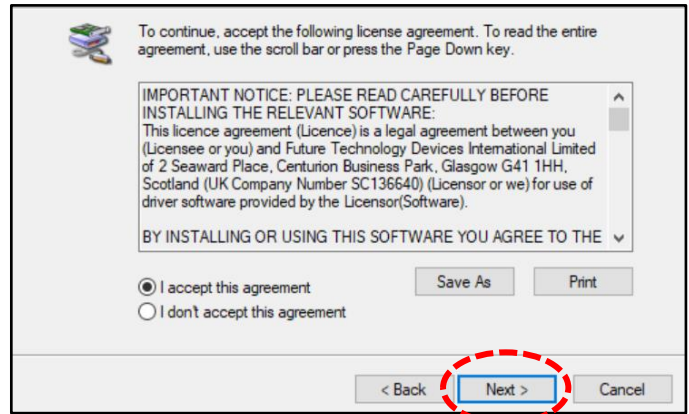 To continue, accept the following license agreement. To read the entire
agreement, use the scroll bar or press the Page Down key.
IMPORTANT NOTICE: PLEASE READ CAREFULLY BEFORE
INSTALLING THE RELEVANT SOFTWARE:
This licence agreement (Licence) is a legal agreement between you
(Licensee or you) and Future Technology Devices International Limited
of 2 Seaward Place, Centurion Business Park, Glasgow G41 1HH,
Scotland (UK Company Number SC136640) (Licensor or we) for use of
driver software provided by the Licensor(Software).
BY INSTALLING OR USING THIS SOFTWARE YOU AGREE TO THE
I accept this agreement
Save As
Print
I don't accept this agreement
< Back
Next >
Cancel